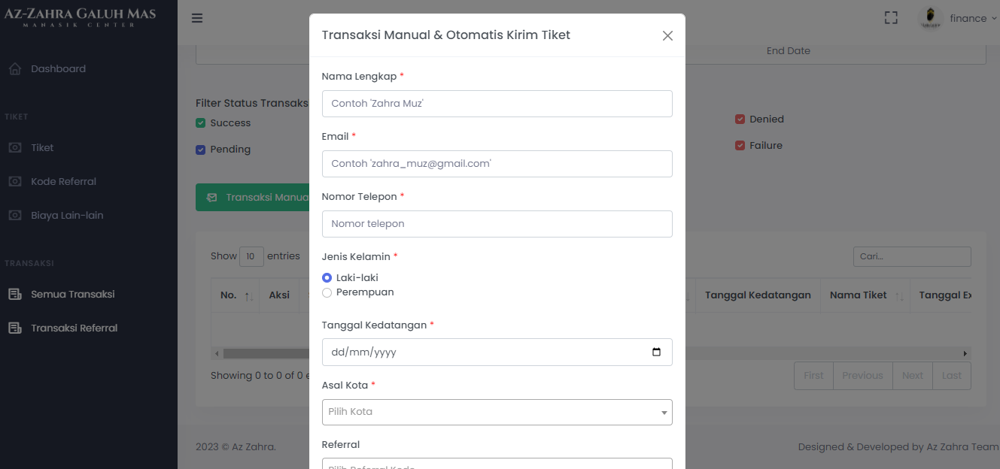 AZ-ZAHRA GALUH MAS
MANASIK CENTER
Dashboard
TIKET
Tiket
Kode Referral
Biaya Lain-lain
TRANSAKSI
Semua Transaksi
Transaksi Referral
finance
End Date
Filter Status Transaks
Success
Pending
Denied
Failure
Transaksi Manua
Show 10 entries
Cari...
No. Aksi Tanggal Kedatangan Nama Tiket Tanggal Ex
Showing 0 to 0 of 0 e
First Previous Next Last
2023 © Az Zahra.
Designed & Developed by Az Zahra Team
Transaksi Manual & Otomatis Kirim Tiket
Nama Lengkap *
Contoh 'Zahra Muz'
Email *
Contoh 'zahra_muz@gmail.com'
Nomor Telepon *
Nomor telepon
Jenis Kelamin *
Laki-laki
Perempuan
Tanggal Kedatangan *
dd/mm/yyyy
Asal Kota *
Pilih Kota
Referral
Pilih Referral Kode